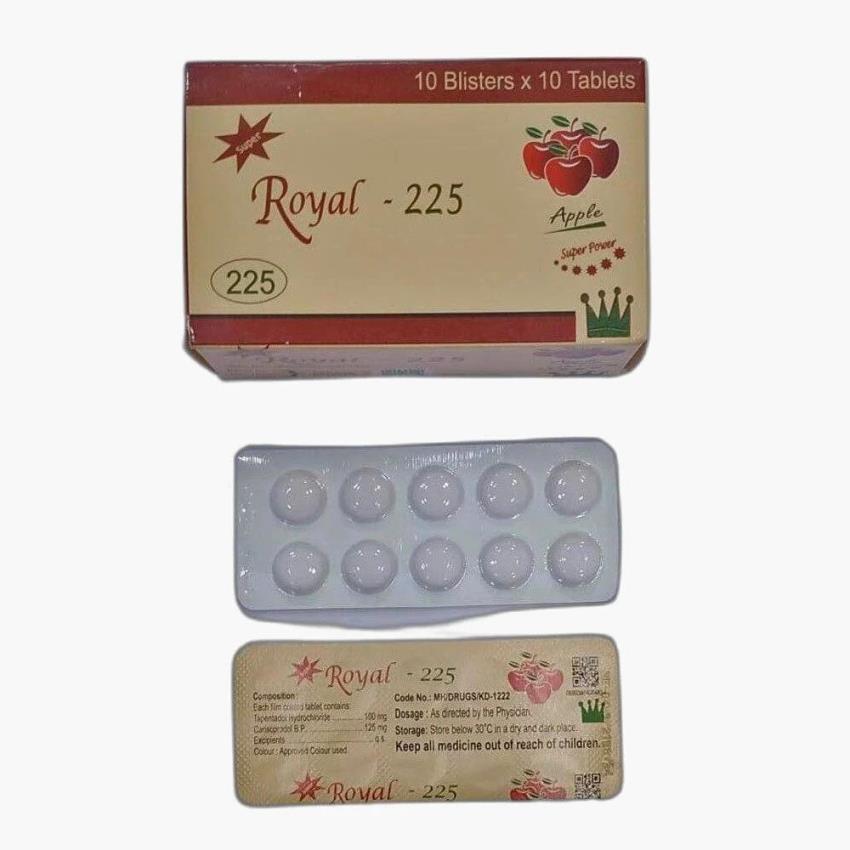 10 Blisters x 10 Tablets
Super
Royal - 225
Apple
Super Power
225
Royal - 225
Royal - 225
Composition :
Each film coated tablet contains:
Tapentadol Hydrochloride ............ 100 mg
Carisoprodol B.P. ............ 125 mg
Excipients ............ q.s.
Colour : Approved Colour used
Code No.: MH/DRUGS/KD-1222
Dosage : As directed by the Physician.
Storage: Store below 30°C in a dry and dark place.
Keep all medicine out of reach of children.
Royal - 225